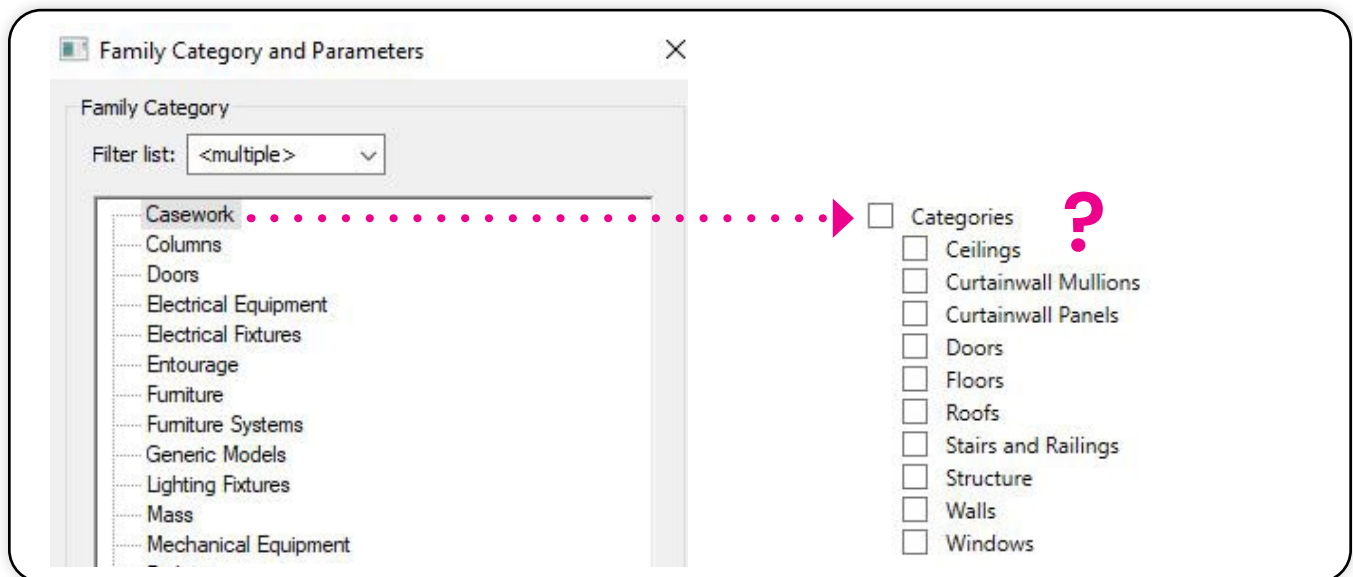 Family Category and Parameters
Family Category
Filter list: <multiple>
Casework
Columns
Doors
Electrical Equipment
Electrical Fixtures
Entourage
Furniture
Furniture Systems
Generic Models
Lighting Fixtures
Mass
Mechanical Equipment
Categories ?
Ceilings
Curtainwall Mullions
Curtainwall Panels
Doors
Floors
Roofs
Stairs and Railings
Structure
Walls
Windows